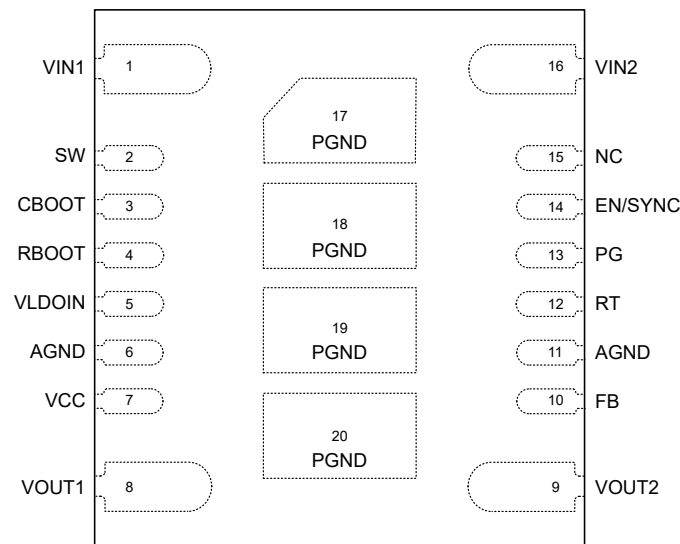 VIN1 1 16 VIN2
17
PGND
SW 2 15 NC
CBOOT 3 14 EN/SYNC
18
PGND
RBOOT 4 13 PG
VLDOIN 5 12 RT
19
PGND
AGND 6 11 AGND
VCC 7 10 FB
20
PGND
VOUT1 8 9 VOUT2